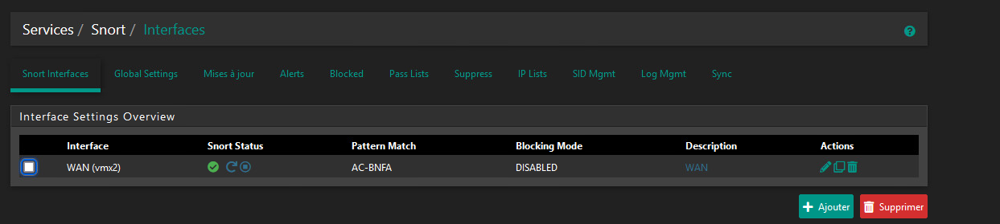 Services / Snort / Interfaces
Snort Interfaces Global Settings Mises à jour Alerts Blocked Pass Lists Suppress IP Lists SID Mgmt Log Mgmt Sync
Interface Settings Overview
Interface Snort Status Pattern Match Blocking Mode Description Actions
WAN (vmx2) AC-BNFA DISABLED WAN
Ajouter Supprimer